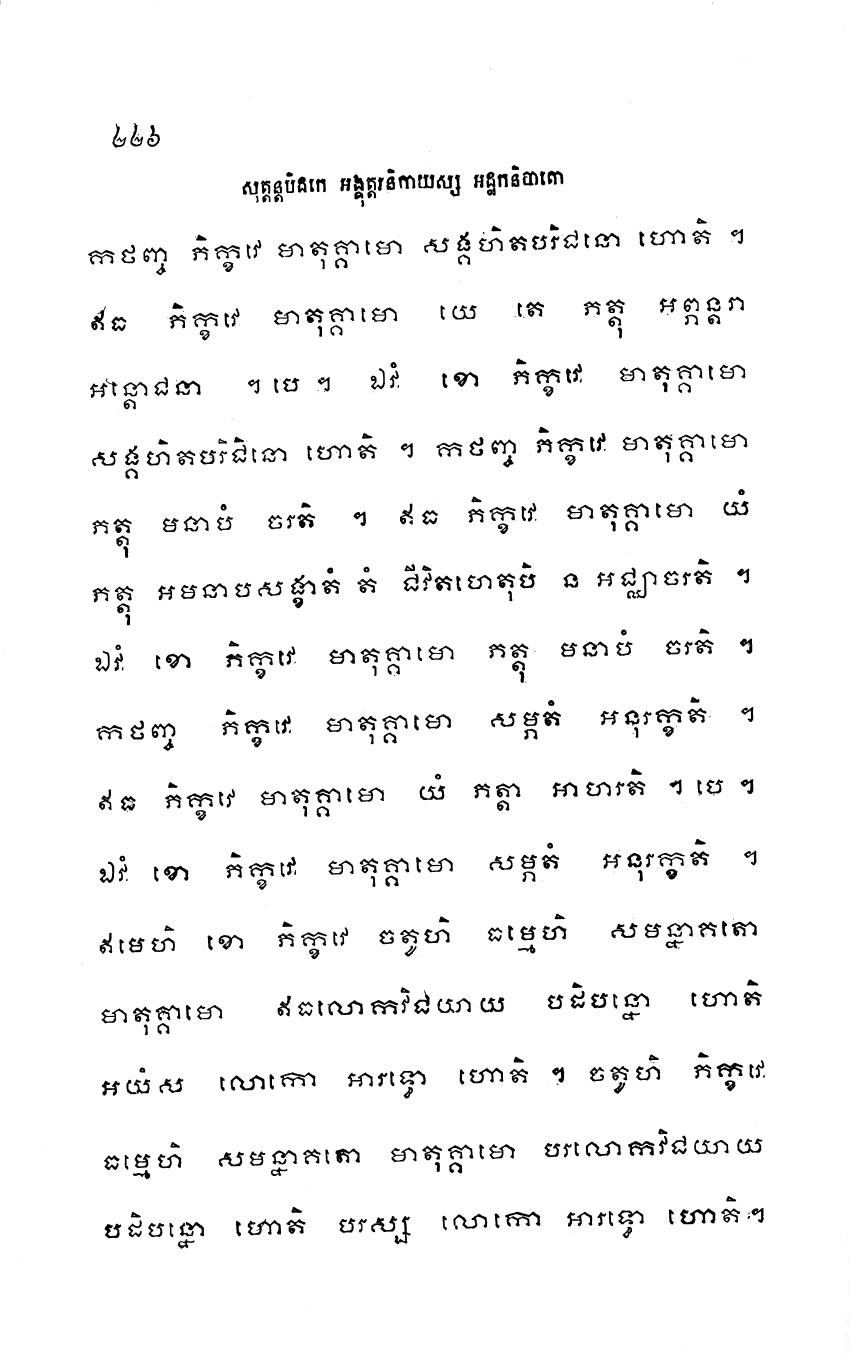 ៤៤៦
សុត្តន្តបិដកេ អង្គុត្តរនិកាយស្ស អដ្ឋកនិបាតោ
កថញ្ច ភិក្ខវេ មាតុគ្គាមោ សង្គហិតបរិជនោ ហោតិ ។
ឥធ ភិក្ខវេ មាតុគ្គាមោ យេ តេ ភត្តុ អព្ភន្តរា
អន្តោជនា ។ បេ ។ ឯវំ ខោ ភិក្ខវេ មាតុគ្គាមោ
សង្គហិតបរិជិនោ ហោតិ ។ កថញ្ច ភិក្ខវេ មាតុគ្គាមោ
ភត្តុ មនាបំ ចរតិ ។ ឥធ ភិក្ខវេ មាតុគ្គាមោ យំ
ភត្តុ អមនាបសង្ខាតំ តំ ជីវិតហេតុបិ ន អជ្ឈាចរតិ ។
ឯវំ ខោ ភិក្ខវេ មាតុគ្គាមោ ភត្តុ មនាបំ ចរតិ ។
កថញ្ច ភិក្ខវេ មាតុគ្គាមោ សម្ភតំ អនុរក្ខតិ ។
ឥធ ភិក្ខវេ មាតុគ្គាមោ យំ ភត្តា អាហរតិ ។ បេ ។
ឯវំ ខោ ភិក្ខវេ មាតុគ្គាមោ សម្ភតំ អនុរក្ខតិ ។
ឥមេហិ ខោ ភិក្ខវេ ចតូហិ ធម្មេហិ សមន្នាគតោ
មាតុគ្គាមោ ឥធលោកវិជយាយ បដិបន្នោ ហោតិ
អយំស លោកោ អារទ្ធោ ហោតិ ។ ចតូហិ ភិក្ខវេ
ធម្មេហិ សមន្នាគតោ មាតុគ្គាមោ បរលោកវិជយាយ
បដិបន្នោ ហោតិ បរស្ស លោកោ អារទ្ធោ ហោតិ ។